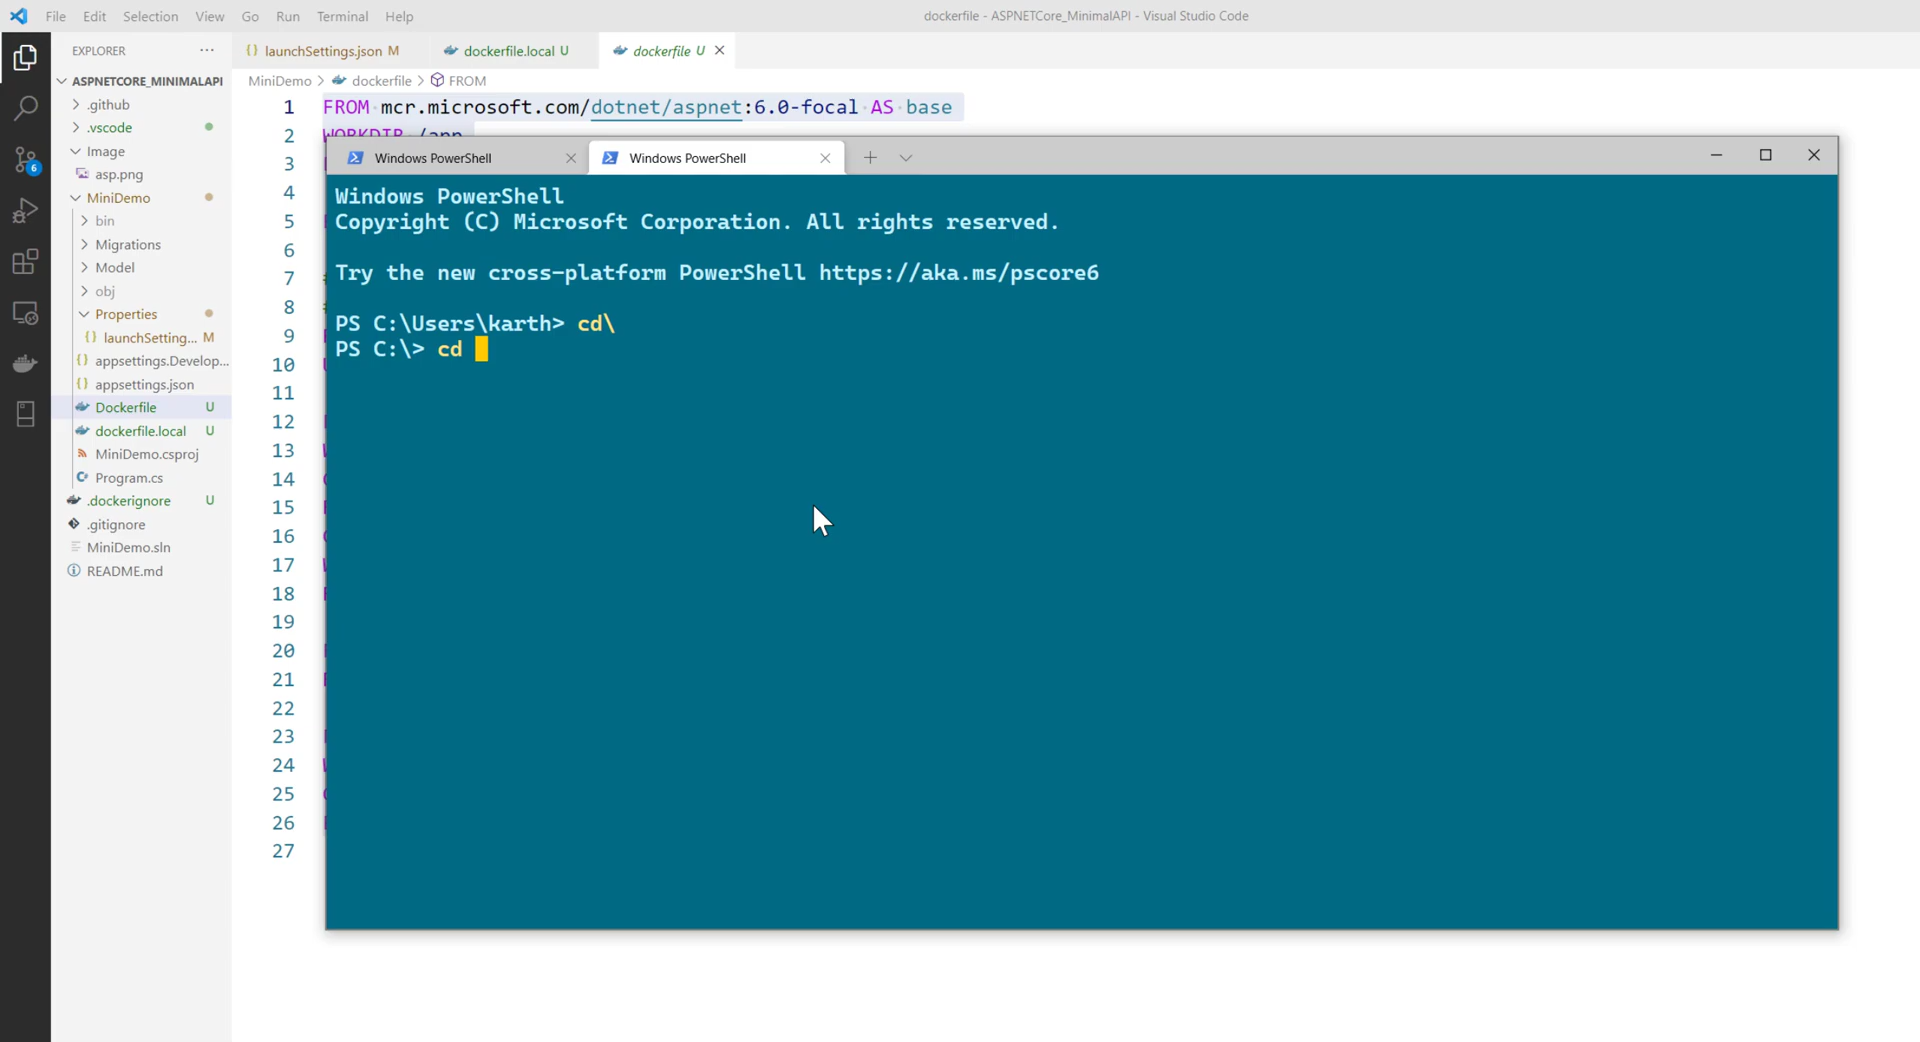 File Edit Selection View Go Run Terminal Help
dockerfile - ASPNETCore_MinimalAPI - Visual Studio Code
EXPLORER ···
launchSettings.json M
dockerfile.local U
dockerfile U
ASPNETCORE_MINIMALAPI
.github
.vscode
Image
asp.png
MiniDemo
bin
Migrations
Model
obj
Properties
launchSetting... M
appsettings.Develop...
appsettings.json
Dockerfile U
dockerfile.local U
MiniDemo.csproj
Program.cs
.dockerignore U
.gitignore
MiniDemo.sln
README.md
6
MiniDemo > dockerfile > FROM
1 FROM mcr.microsoft.com/dotnet/aspnet:6.0-focal AS base
2 WORKDIR /app
3
4
5
6
7
8
9
10
11
12
13
14
15
16
17
18
19
20
21
22
23
24
25
26
27
Windows PowerShell
Windows PowerShell
Windows PowerShell
Copyright (C) Microsoft Corporation. All rights reserved.
Try the new cross-platform PowerShell https://aka.ms/pscore6
PS C:\Users\karth> cd\
PS C:\> cd